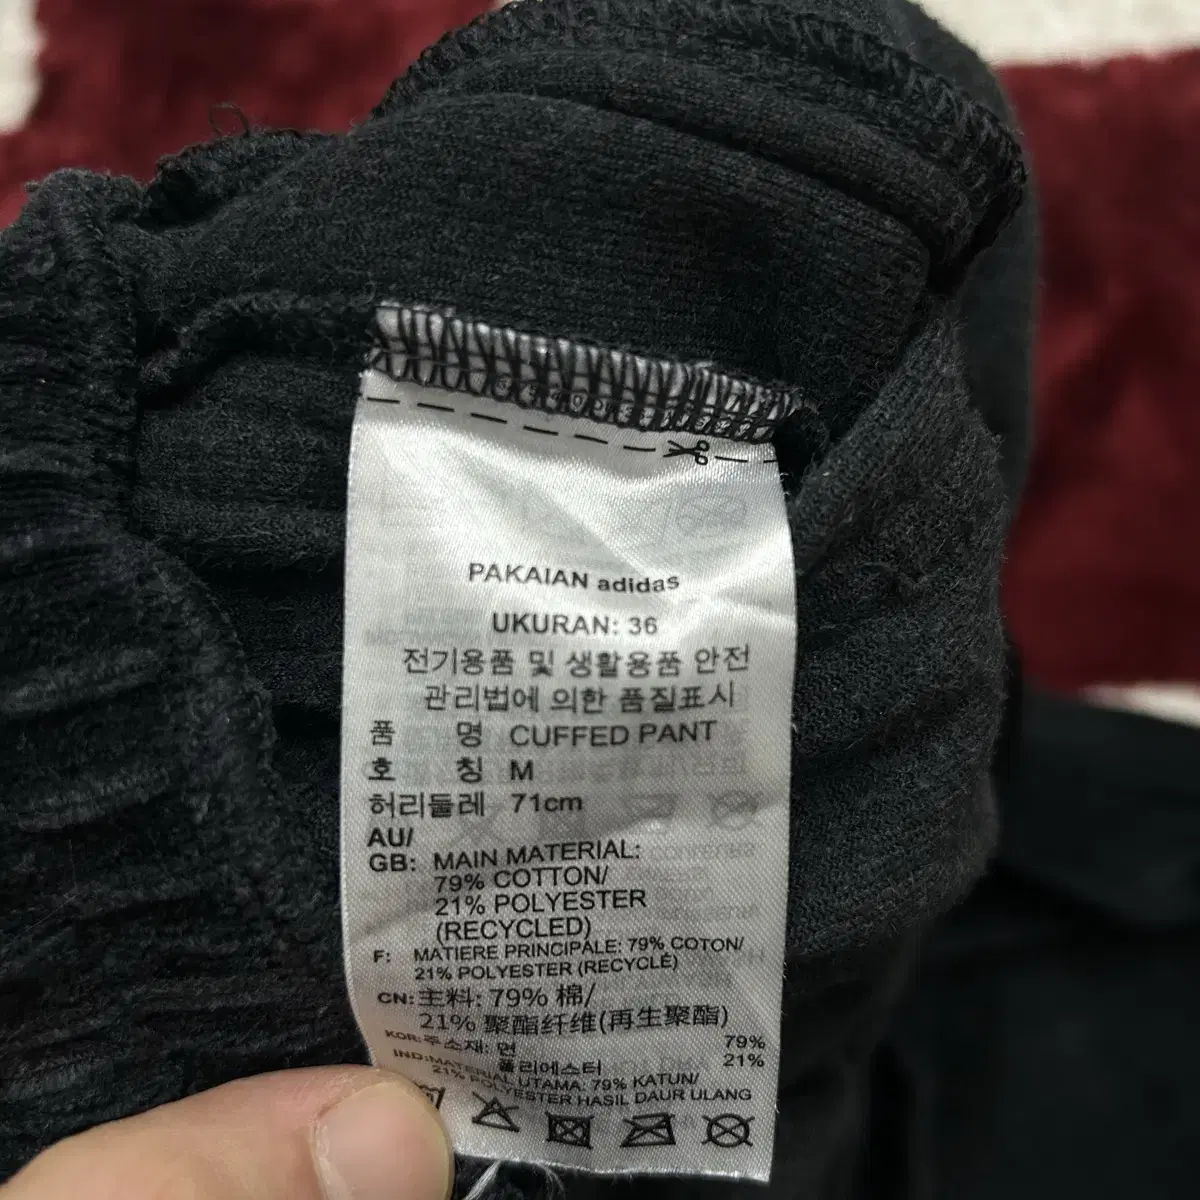 PAKAIAN adidas
UKURAN: 36
전기용품 및 생활용품 안전
관리법에 의한 품질표시
품 명 CUFFED PANT
호 칭 M
허리둘레 71cm
AU/
GB: MAIN MATERIAL:
79% COTTON/
21% POLYESTER
(RECYCLED)
F: MATIERE PRINCIPALE: 79% COTON/
21% POLYESTER (RECYCLÉ)
CN: 主料: 79% 棉/
21% 聚酯纤维(再生聚酯)
KOR: 주소재: 면 79%
폴리에스터 21%
IND: MATERIAL UTAMA: 79% KATUN/
21% POLYESTER HASIL DAUR ULANG